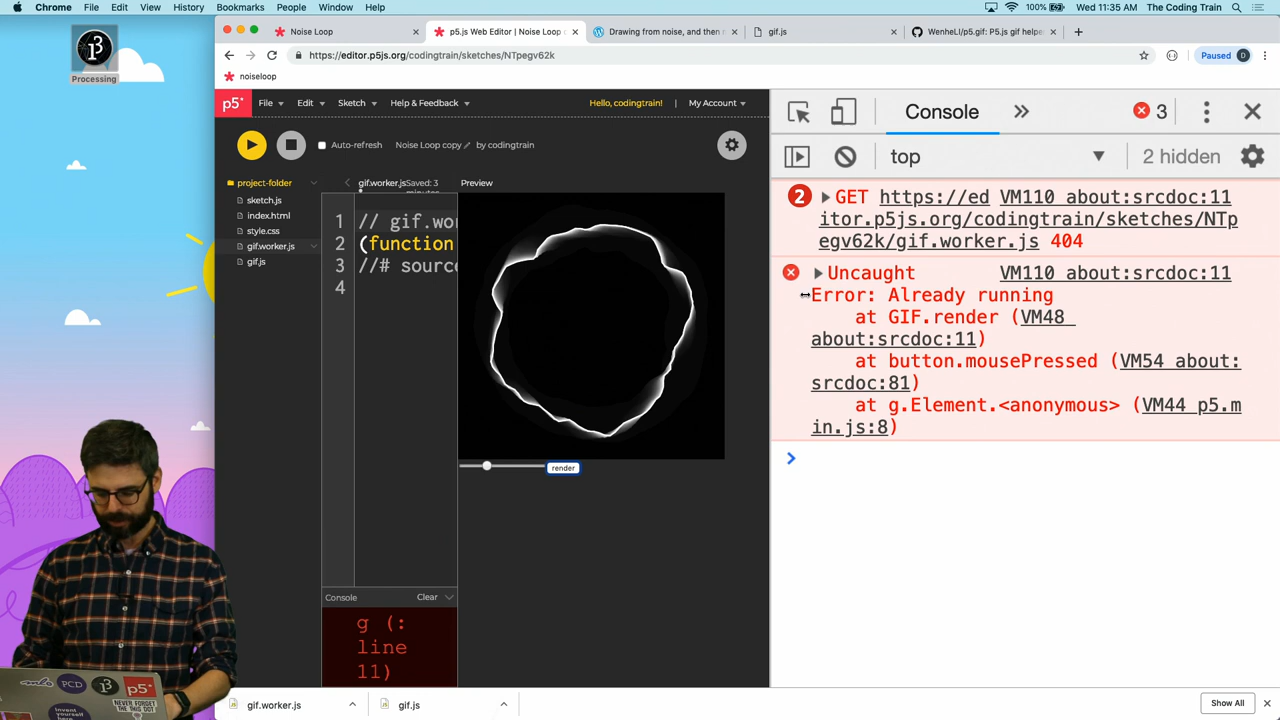 Chrome File Edit View History Bookmarks People Window Help 100% Wed 11:35 AM The Coding Train
Noise Loop
p5.js Web Editor | Noise Loop
Drawing from noise, and then
gif.js
WenheLI/p5.gif: P5.js gif helpe
https://editor.p5js.org/codingtrain/sketches/NTpegv62k
Paused D
noiseloop
Processing
p5* File Edit Sketch Help & Feedback Hello, codingtrain! | My Account
Auto-refresh Noise Loop copy by codingtrain
project-folder
sketch.js
index.html
style.css
gif.worker.js
gif.js
gif.worker.js Saved: 3
Preview
1 // gif.wo
2 (function
3 //# sourc
4
render
Console Clear
g (:
line
11)
Console » 3
top 2 hidden
2 GET https://ed VM110 about:srcdoc:11
itor.p5js.org/codingtrain/sketches/NTp
egv62k/gif.worker.js 404
Uncaught VM110 about:srcdoc:11
Error: Already running
at GIF.render (VM48
about:srcdoc:11)
at button.mousePressed (VM54 about:
srcdoc:81)
at g.Element.<anonymous> (VM44 p5.m
in.js:8)
gif.worker.js
gif.js
Show All
PCD
p5*
NEVER FORGET
THE THIS DOT